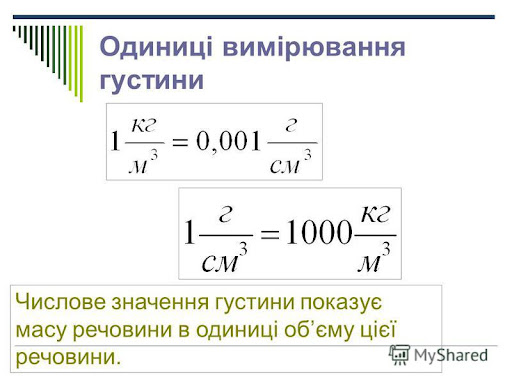 Одиниці вимірювання
густини
1 кг/м³ = 0,001 г/см³
1 г/см³ = 1000 кг/м³
Числове значення густини показує
масу речовини в одиниці об’єму цієї
речовини.
MyShared